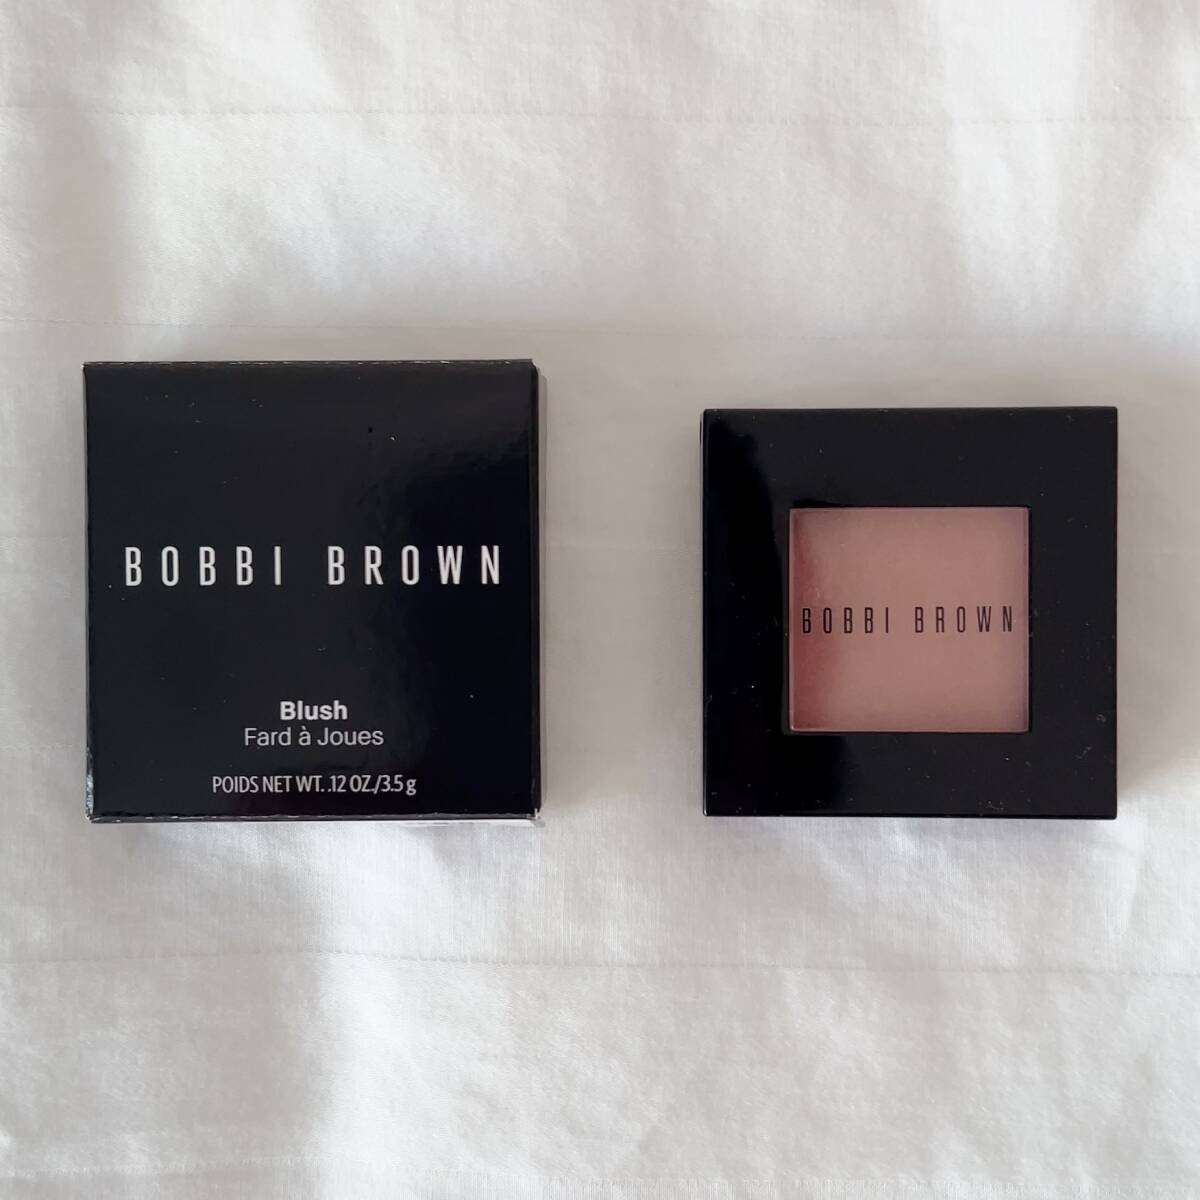 BOBBI BROWN
Blush
Fard à Joues
POIDS NET WT. .12 OZ./3.5 g
BOBBI BROWN